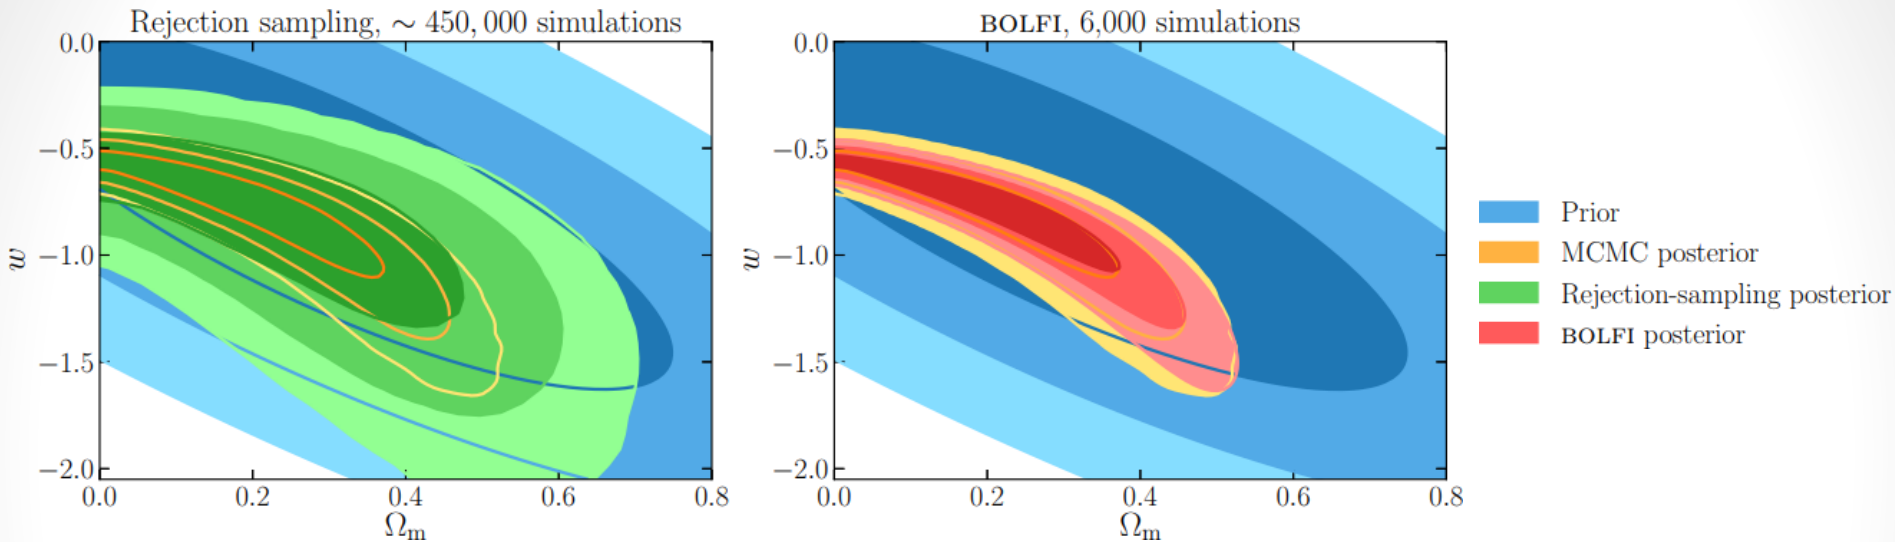 Rejection sampling, ∼ 450, 000 simulations
0.0
−0.5
−1.0
−1.5
−2.0
w
0.0 0.2 0.4 0.6 0.8
Ωm
BOLFI, 6,000 simulations
0.0
−0.5
−1.0
−1.5
−2.0
w
0.0 0.2 0.4 0.6 0.8
Ωm
Prior
MCMC posterior
Rejection-sampling posterior
BOLFI posterior